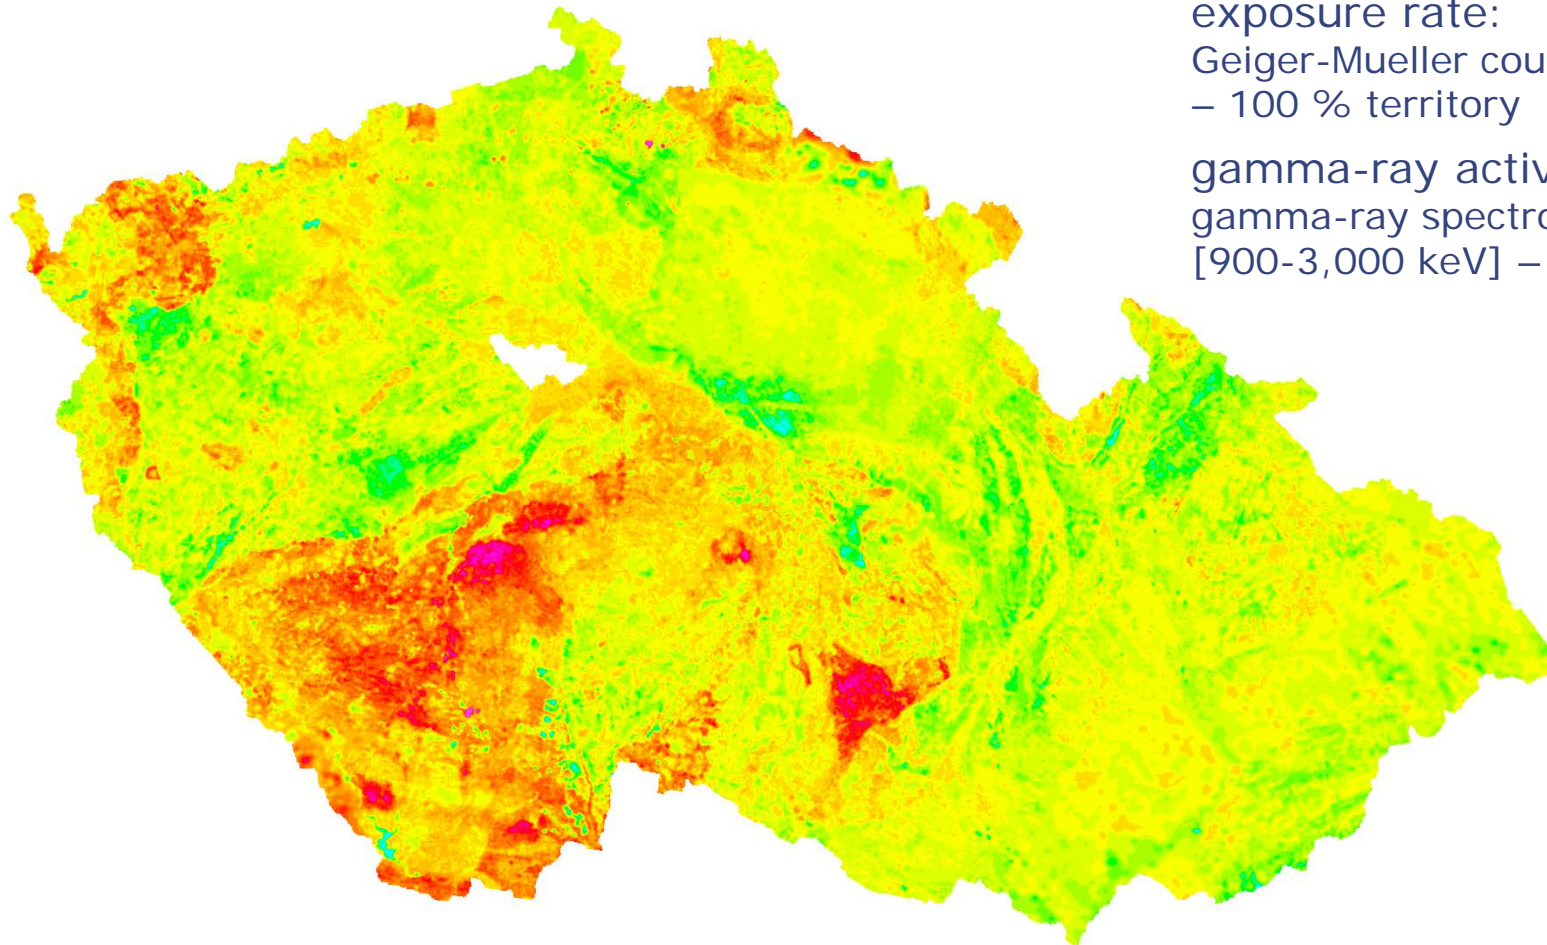 exposure rate:
Geiger-Mueller
– 100 % territory
gamma-ray
gamma-ray
[900-3,000 keV] –